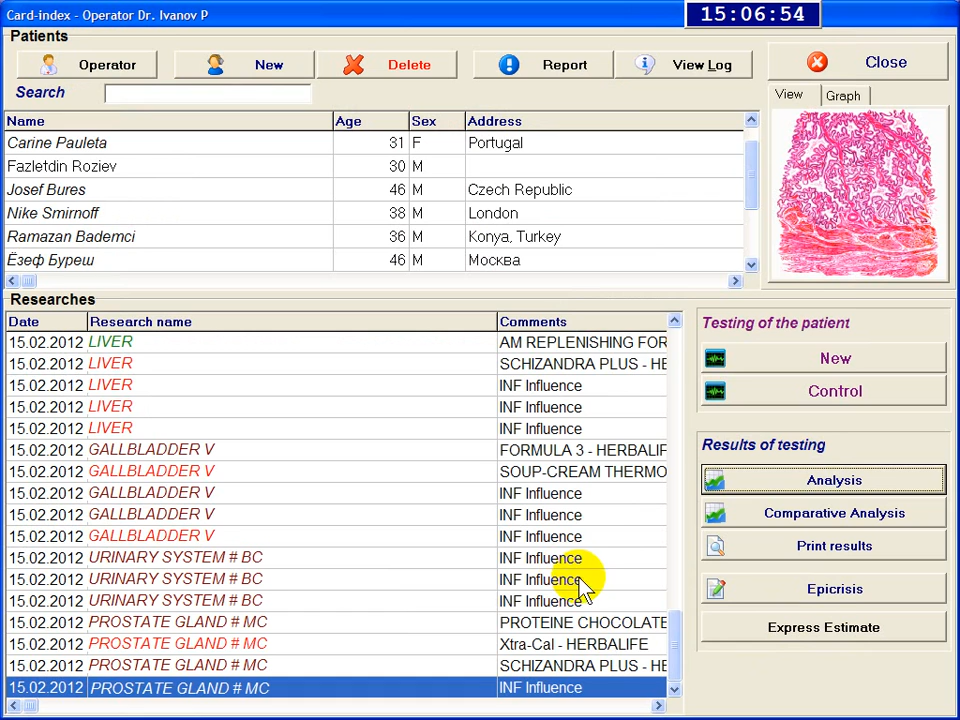 Card-index - Operator Dr. Ivanov P
15:06:54
Patients
Operator New Delete Report View Log Close
Search
View Graph
Name Age Sex Address
Carine Pauleta 31 F Portugal
Fazletdin Roziev 30 M
Josef Bures 46 M Czech Republic
Nike Smirnoff 38 M London
Ramazan Bademci 36 M Konya, Turkey
Ёзеф Буреш 46 M Москва
Researches
Date Research name Comments
15.02.2012 LIVER AM REPLENISHING FOR
15.02.2012 LIVER SCHIZANDRA PLUS - HE
15.02.2012 LIVER INF Influence
15.02.2012 LIVER INF Influence
15.02.2012 LIVER INF Influence
15.02.2012 GALLBLADDER V FORMULA 3 - HERBALIF
15.02.2012 GALLBLADDER V SOUP-CREAM THERMO
15.02.2012 GALLBLADDER V INF Influence
15.02.2012 GALLBLADDER V INF Influence
15.02.2012 GALLBLADDER V INF Influence
15.02.2012 URINARY SYSTEM # BC INF Influence
15.02.2012 URINARY SYSTEM # BC INF Influence
15.02.2012 URINARY SYSTEM # BC INF Influence
15.02.2012 PROSTATE GLAND # MC PROTEINE CHOCOLATE
15.02.2012 PROSTATE GLAND # MC Xtra-Cal - HERBALIFE
15.02.2012 PROSTATE GLAND # MC SCHIZANDRA PLUS - HE
15.02.2012 PROSTATE GLAND # MC INF Influence
Testing of the patient
New
Control
Results of testing
Analysis
Comparative Analysis
Print results
Epicrisis
Express Estimate